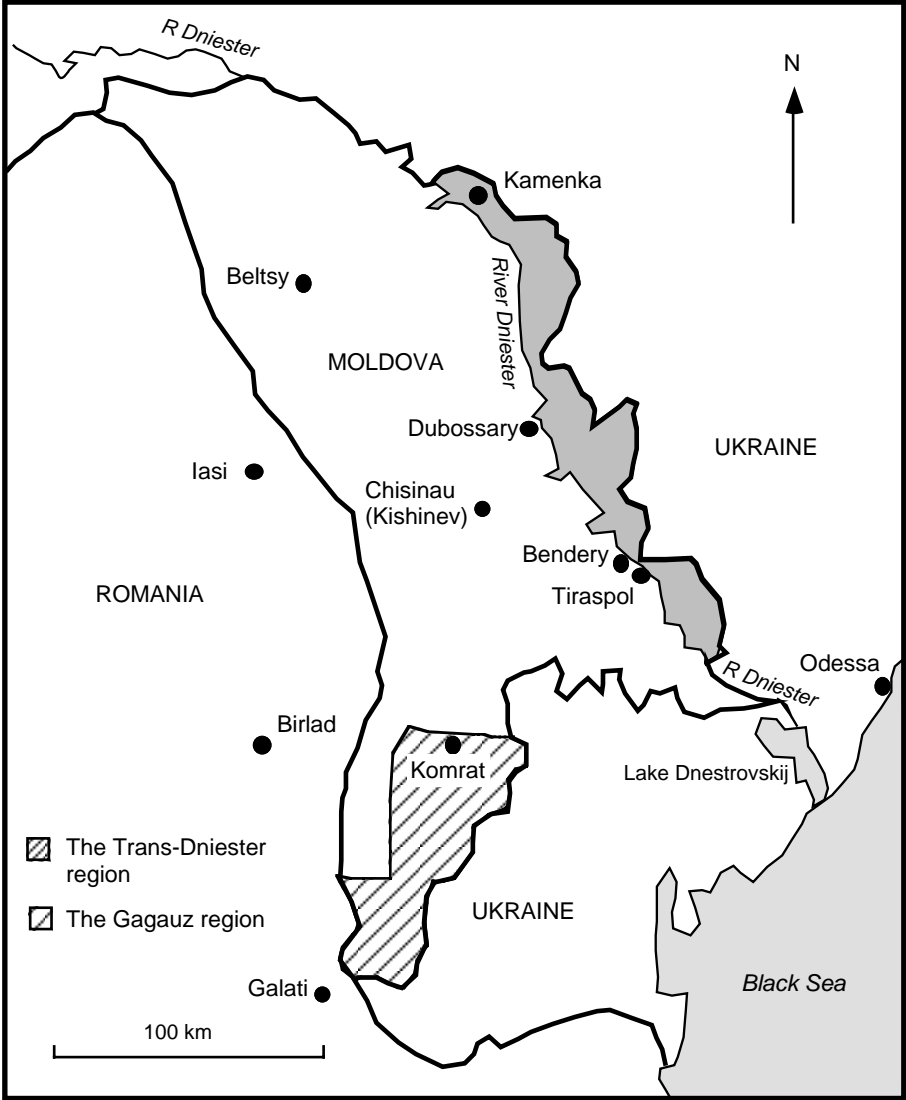 R Dniester
N
Kamenka
Beltsy
River Dniester
MOLDOVA
Dubossary
UKRAINE
Iasi
Chisinau
(Kishinev)
Bendery
ROMANIA
Tiraspol
Odessa
R Dniester
Birlad
Komrat
Lake Dnestrovskij
The Trans-Dniester
region
The Gagauz region
UKRAINE
Black Sea
Galati
100 km